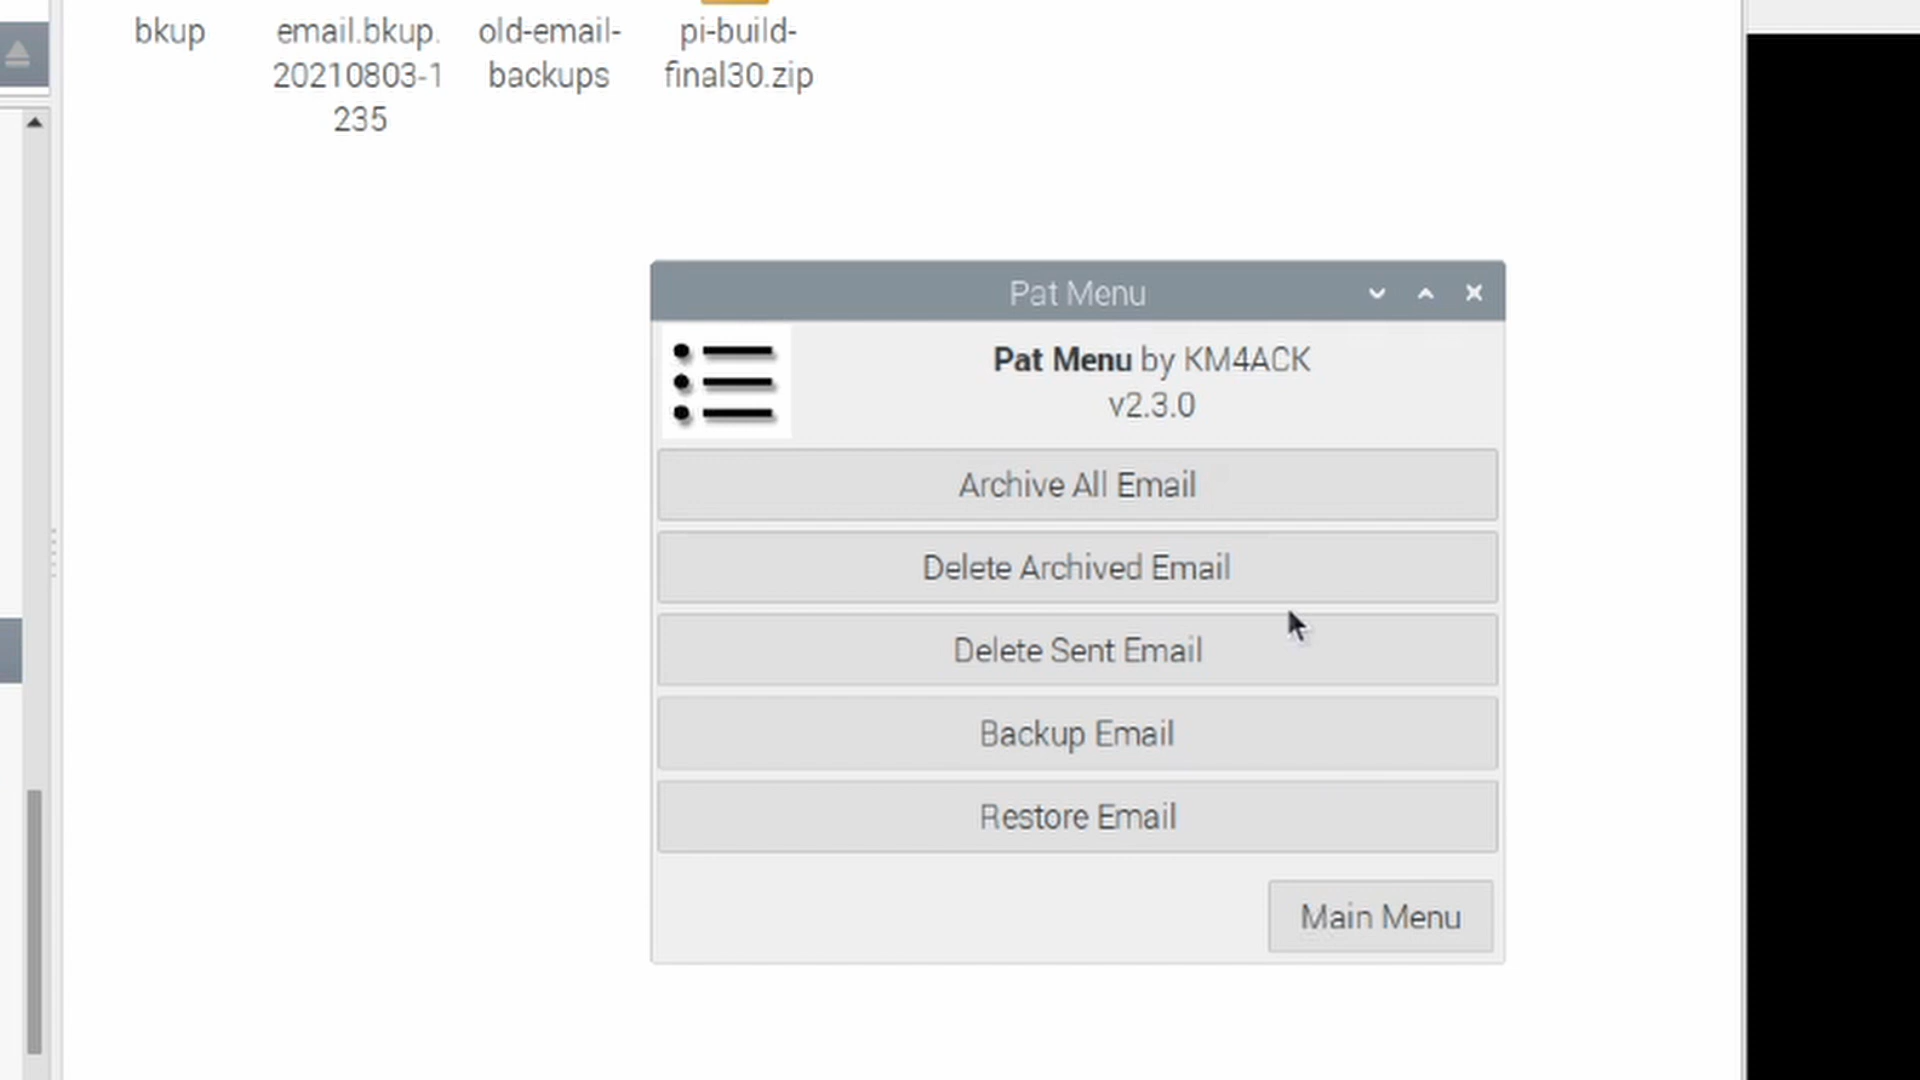 bkup
email.bkup.
20210803-1
235
old-email-
backups
pi-build-
final30.zip
Pat Menu
Pat Menu by KM4ACK
v2.3.0
Archive All Email
Delete Archived Email
Delete Sent Email
Backup Email
Restore Email
Main Menu